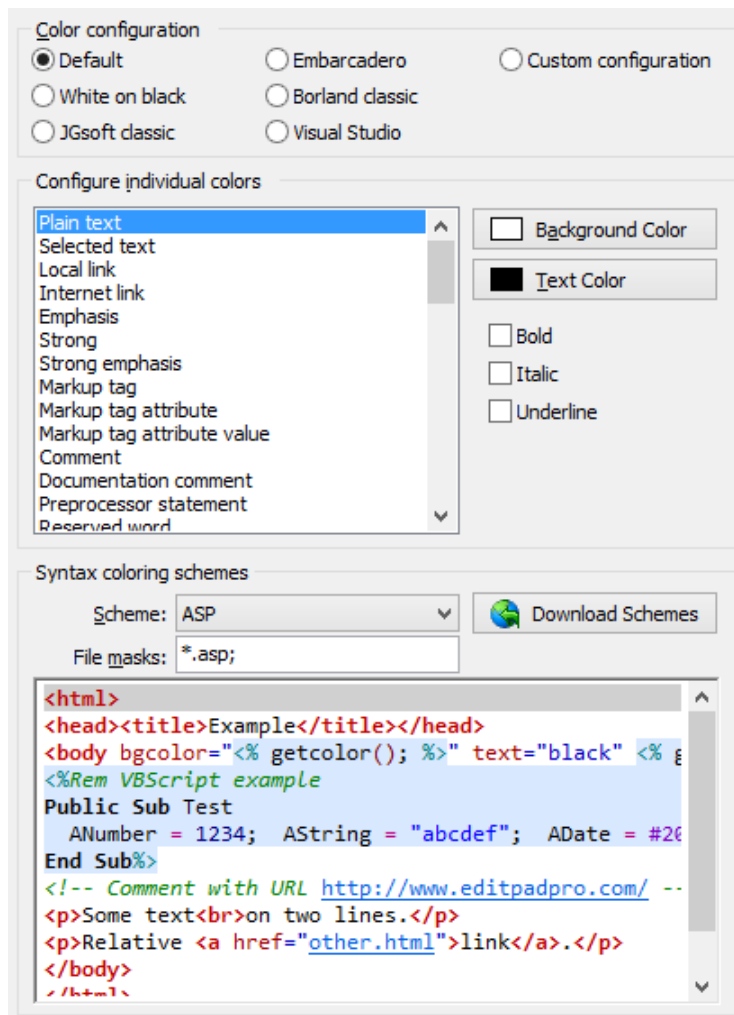 Color configuration
Default Embarcadero Custom configuration
White on black Borland classic
JGsoft classic Visual Studio
Configure individual colors
Plain text
Selected text
Local link
Internet link
Emphasis
Strong
Strong emphasis
Markup tag
Markup tag attribute
Markup tag attribute value
Comment
Documentation comment
Preprocessor statement
Reserved word
Background Color
Text Color
Bold
Italic
Underline
Syntax coloring schemes
Scheme: ASP Download Schemes
File masks: *.asp;
<html>
<head><title>Example</title></head>
<body bgcolor="<% getcolor(); %>" text="black" <% g
<%Rem VBScript example
Public Sub Test
  ANumber = 1234;  AString = "abcdef";  ADate = #20
End Sub%>
<!-- Comment with URL http://www.editpadpro.com/ --
<p>Some text<br>on two lines.</p>
<p>Relative <a href="other.html">link</a>.</p>
</body>
</html>